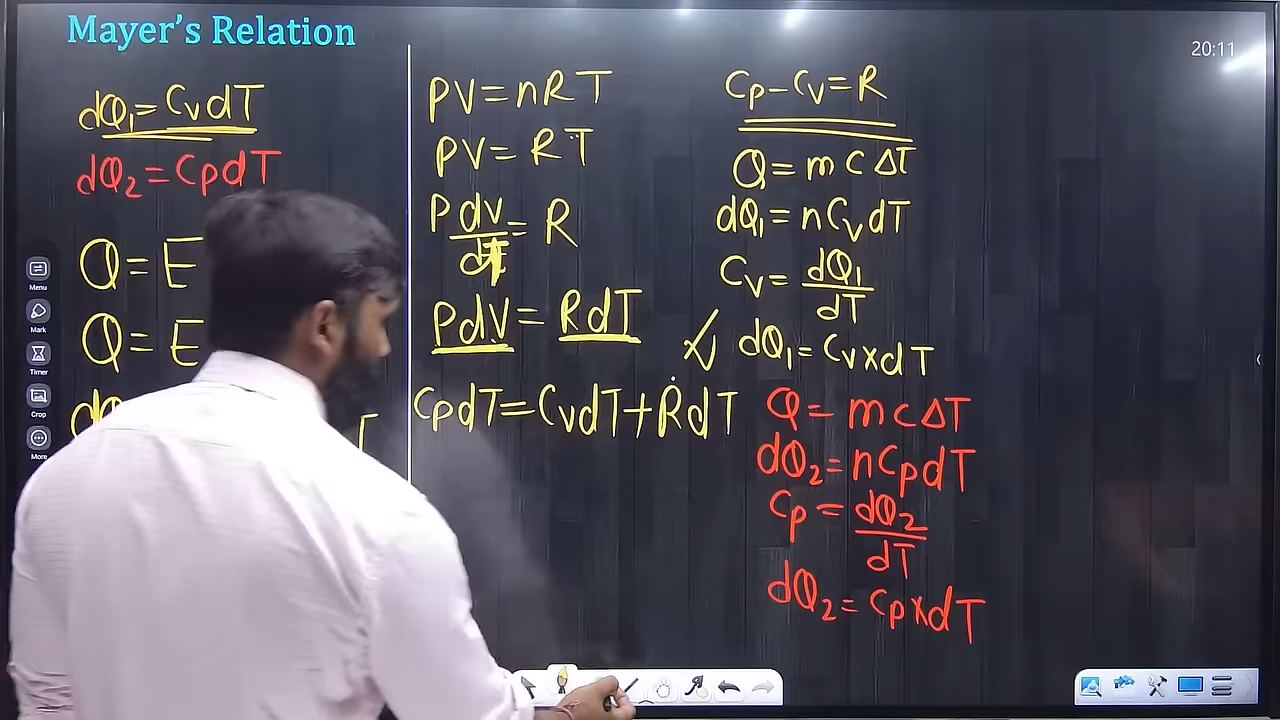 Mayer's Relation
20:11
dQ₁=CvdT
dQ₂=CpdT
Q=E
Q=E
dQ
PV=nRT
PV=RT
PdV/dT=R
PdV=RdT
CpdT=CvdT+RdT
Cp-Cv=R
Q=mcΔT
dQ₁=nCvdT
Cv=dQ₁/dT
dQ₁=Cv×dT
Q=mcΔT
dQ₂=nCpdT
Cp=dQ₂/dT
dQ₂=Cp×dT
Menu
Mark
Timer
Crop
More